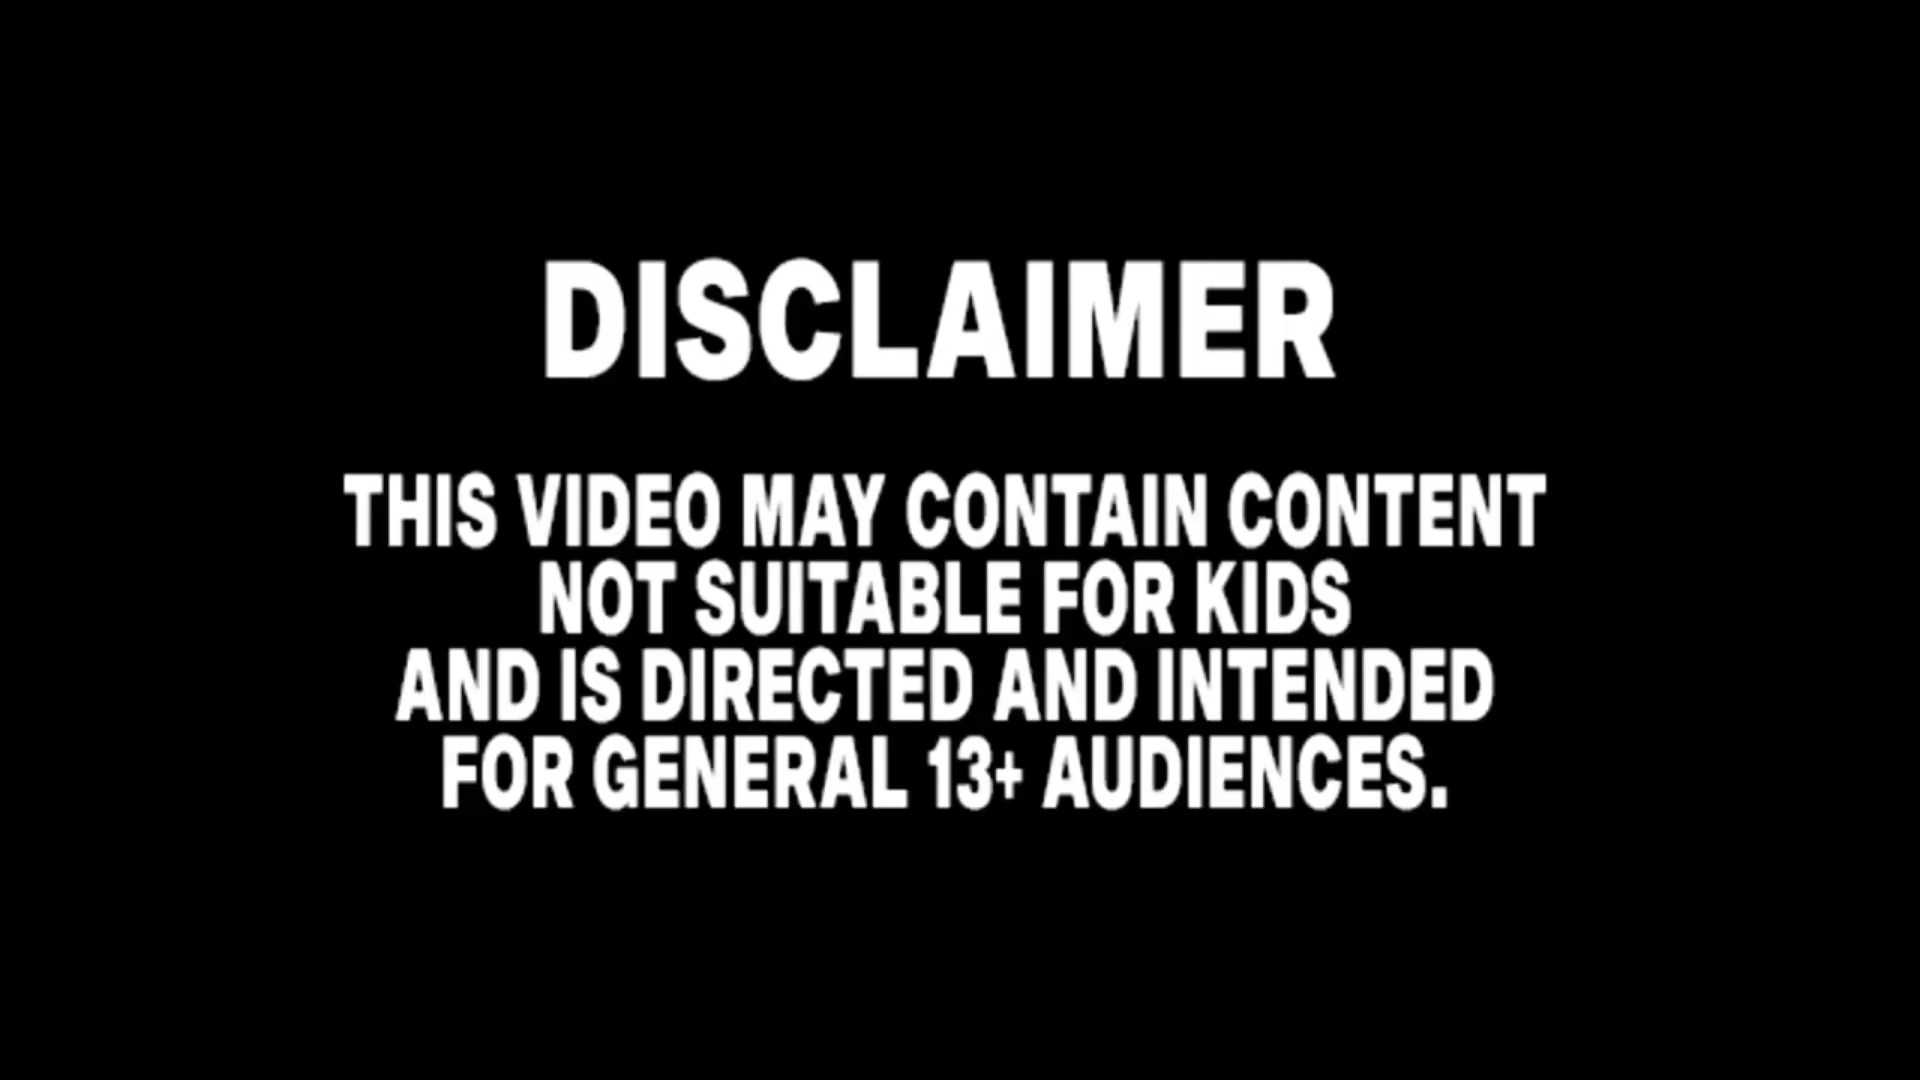 DISCLAIMER
THIS VIDEO MAY CONTAIN CONTENT
NOT SUITABLE FOR KIDS
AND IS DIRECTED AND INTENDED
FOR GENERAL 13+ AUDIENCES.